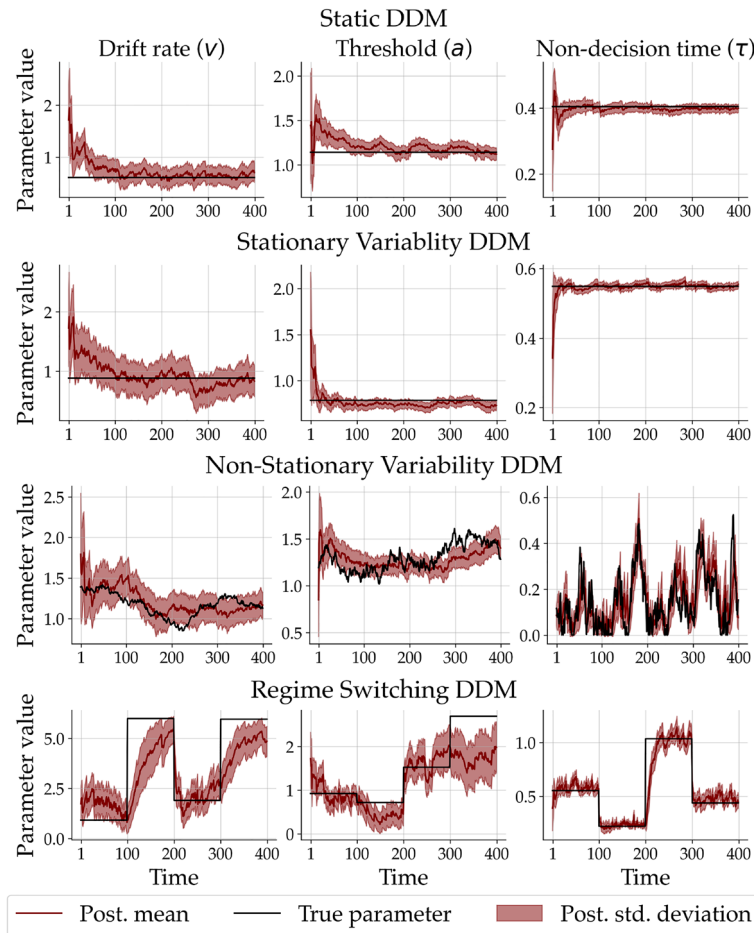 Static DDM
Drift rate (v) Threshold (a) Non-decision time (τ)
Parameter value
2
1
1 100 200 300 400
2.0
1.5
1.0
1 100 200 300 400
0.4
0.2
1 100 200 300 400
Stationary Variablity DDM
Parameter value
2
1
1 100 200 300 400
2.0
1.5
1.0
1 100 200 300 400
0.6
0.4
0.2
1 100 200 300 400
Non-Stationary Variability DDM
Parameter value
2.5
2.0
1.5
1.0
1 100 200 300 400
2.0
1.5
1.0
0.5
1 100 200 300 400
0.6
0.4
0.2
0.0
1 100 200 300 400
Regime Switching DDM
Parameter value
5.0
2.5
0.0
1 100 200 300 400
2
1
0
1 100 200 300 400
1.0
0.5
1 100 200 300 400
Time Time Time
Post. mean True parameter Post. std. deviation